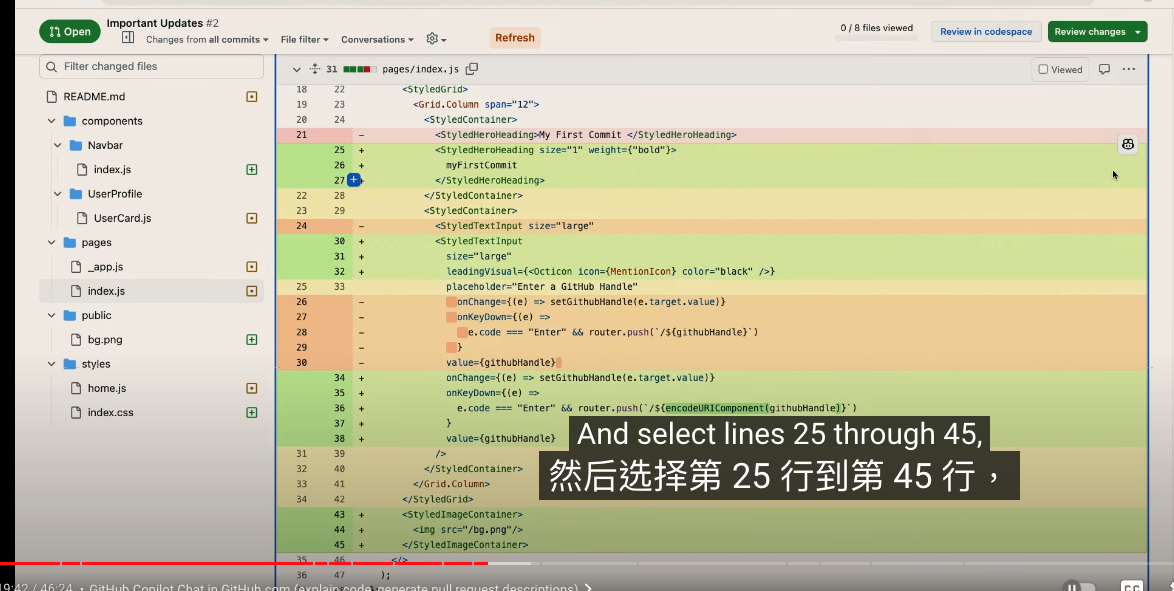 Open
Important Updates #2
Changes from all commits
File filter
Conversations
Refresh
0 / 8 files viewed
Review in codespace
Review changes
Filter changed files
README.md
components
Navbar
index.js
UserProfile
UserCard.js
pages
_app.js
index.js
public
bg.png
styles
home.js
index.css
31 pages/index.js
Viewed
18 22 <StyledGrid>
19 23 <Grid.Column span="12">
20 24 <StyledContainer>
21 - <StyledHeroHeading>My First Commit </StyledHeroHeading>
25 + <StyledHeroHeading size="1" weight={"bold"}>
26 + myFirstCommit
27 + </StyledHeroHeading>
22 28 </StyledContainer>
23 29 <StyledContainer>
24 - <StyledTextInput size="large"
30 + <StyledTextInput
31 + size="large"
32 + leadingVisual={<Octicon icon={MentionIcon} color="black" />}
25 33 placeholder="Enter a GitHub Handle"
26 - onChange={(e) => setGithubHandle(e.target.value)}
27 - onKeyDown={(e) =>
28 - e.code === "Enter" && router.push(`/${githubHandle}`)
29 - }
30 - value={githubHandle}
34 + onChange={(e) => setGithubHandle(e.target.value)}
35 + onKeyDown={(e) =>
36 + e.code === "Enter" && router.push(`/${encodeURIComponent(githubHandle)}`)
37 + }
38 + value={githubHandle}
31 39 />
32 40 </StyledContainer>
33 41 </Grid.Column>
34 42 </StyledGrid>
43 + <StyledImageContainer>
44 + <img src="/bg.png"/>
45 + </StyledImageContainer>
35 46 </>
36 47 );
And select lines 25 through 45,
然后选择第 25 行到第 45 行，
19:42 / 46:24 • GitHub Copilot Chat in GitHub.com (explain code, generate pull request descriptions)
CC